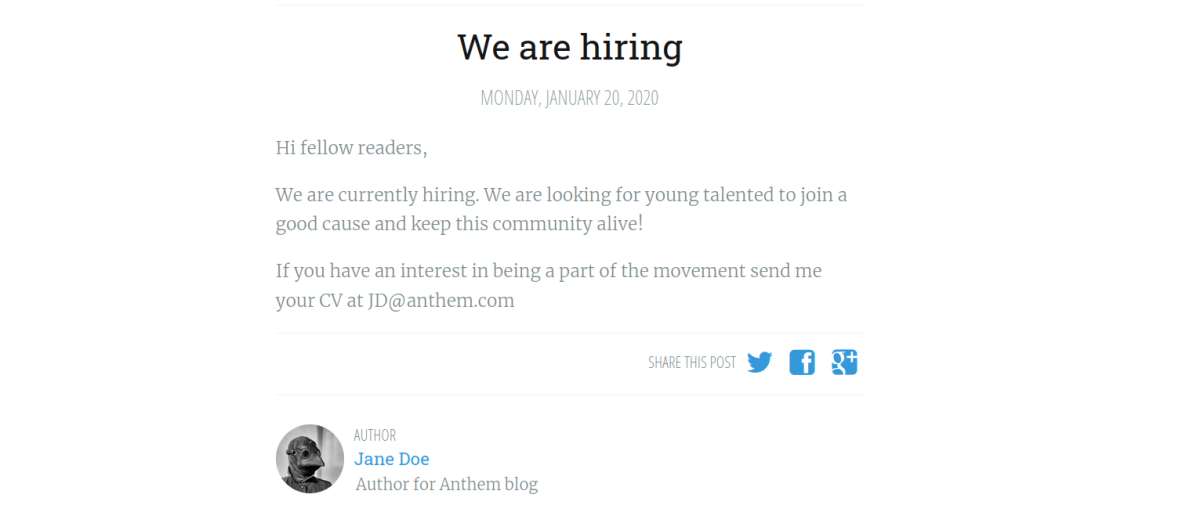 We are hiring
MONDAY, JANUARY 20, 2020
Hi fellow readers,
We are currently hiring. We are looking for young talented to join a
good cause and keep this community alive!
If you have an interest in being a part of the movement send me
your CV at JD@anthem.com
SHARE THIS POST
AUTHOR
Jane Doe
Author for Anthem blog